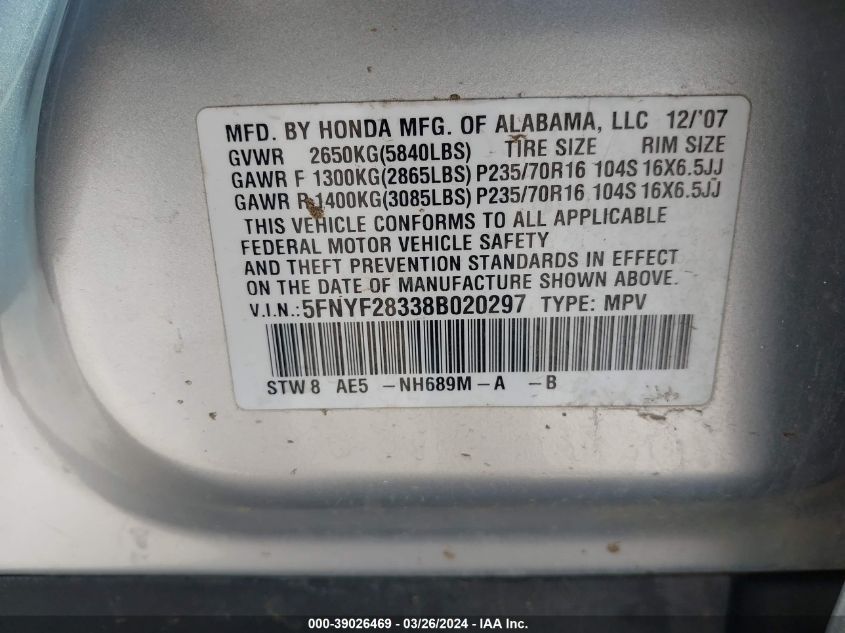 MFD. BY HONDA MFG. OF ALABAMA, LLC 12/'07
GVWR 2650KG(5840LBS) TIRE SIZE RIM SIZE
GAWR F 1300KG(2865LBS) P235/70R16 104S 16X6.5JJ
GAWR R 1400KG(3085LBS) P235/70R16 104S 16X6.5JJ
THIS VEHICLE CONFORMS TO ALL APPLICABLE
FEDERAL MOTOR VEHICLE SAFETY
AND THEFT PREVENTION STANDARDS IN EFFECT
ON THE DATE OF MANUFACTURE SHOWN ABOVE.
V.I.N.:5FNYF28338B020297 TYPE: MPV
STW8 AE5 -NH689M-A -B
000-39026469 - 03/26/2024 - IAA Inc.